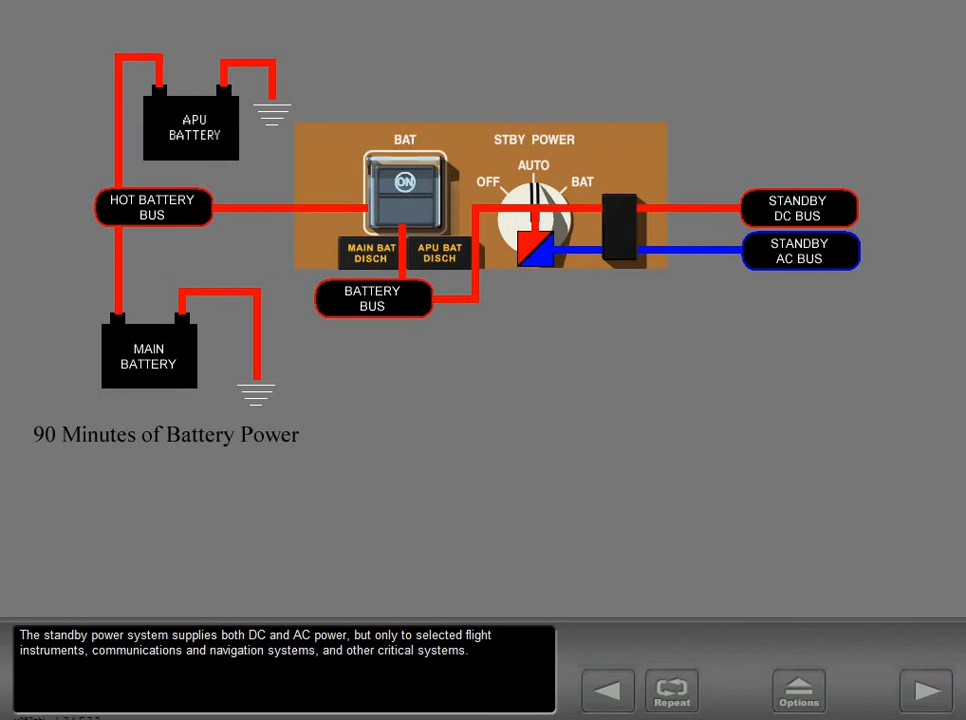 APU
BATTERY
BAT
STBY POWER
AUTO
OFF
BAT
ON
HOT BATTERY
BUS
STANDBY
DC BUS
MAIN BAT
DISCH
APU BAT
DISCH
STANDBY
AC BUS
BATTERY
BUS
MAIN
BATTERY
90 Minutes of Battery Power
The standby power system supplies both DC and AC power, but only to selected flight
instruments, communications and navigation systems, and other critical systems.
Repeat
Options